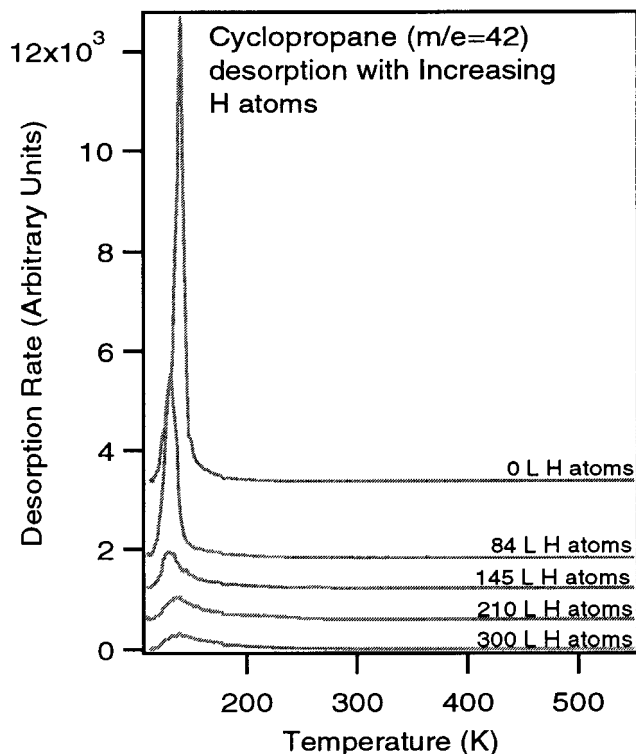 Cyclopropane (m/e=42)
desorption with Increasing
H atoms
12x10³
10
8
6
4
2
0
Desorption Rate (Arbitrary Units)
0 L H atoms
84 L H atoms
145 L H atoms
210 L H atoms
300 L H atoms
200
300
400
500
Temperature (K)